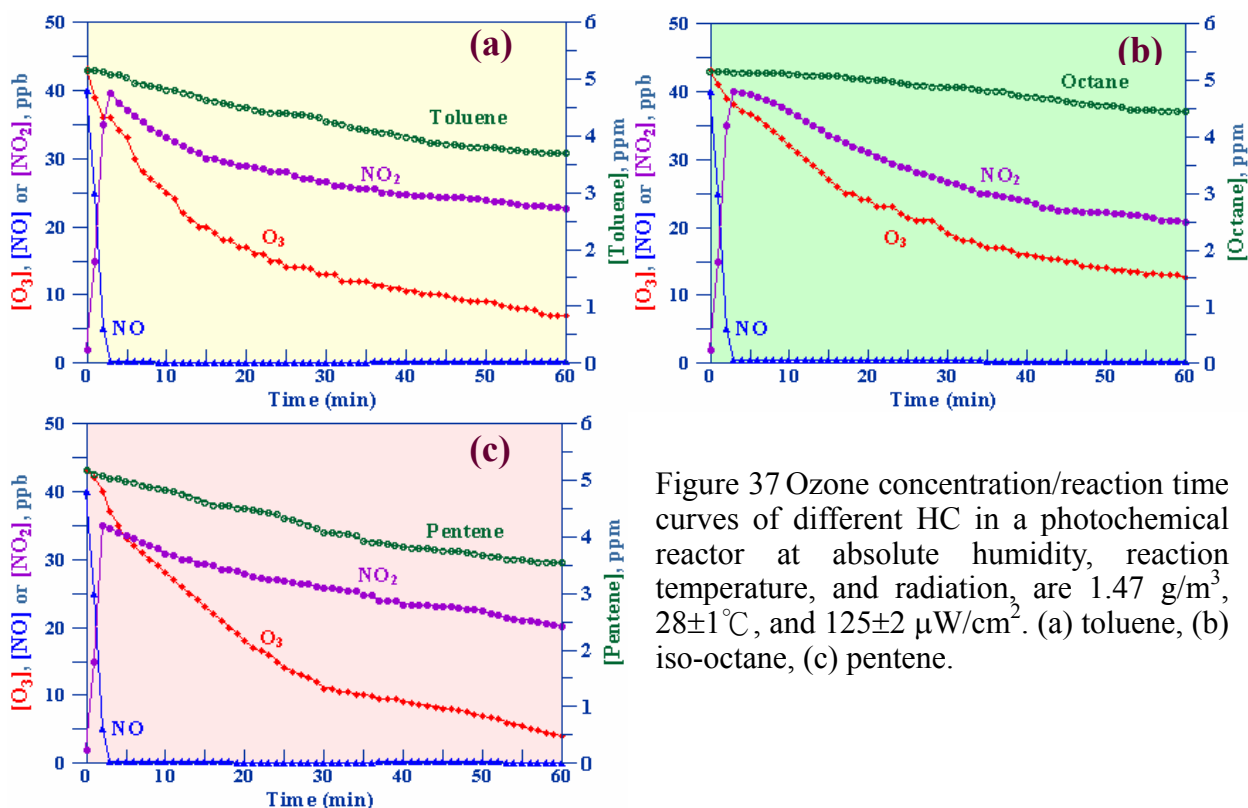 (a)
50
40
30
20
10
0
[O₃], [NO] or [NO₂], ppb
6
5
4
3
2
1
0
[Toluene], ppm
Toluene
NO₂
O₃
NO
0 10 20 30 40 50 60
Time (min)
(b)
50
40
30
20
10
0
[O₃], [NO] or [NO₂], ppb
6
5
4
3
2
1
0
[Octane], ppm
Octane
NO₂
O₃
NO
0 10 20 30 40 50 60
Time (min)
(c)
50
40
30
20
10
0
[O₃], [NO] or [NO₂], ppb
6
5
4
3
2
1
0
[Pentene], ppm
Pentene
NO₂
O₃
NO
0 10 20 30 40 50 60
Time (min)
Figure 37 Ozone concentration/reaction time
curves of different HC in a photochemical
reactor at absolute humidity, reaction
temperature, and radiation, are 1.47 g/m³,
28±1℃, and 125±2 μW/cm². (a) toluene, (b)
iso-octane, (c) pentene.